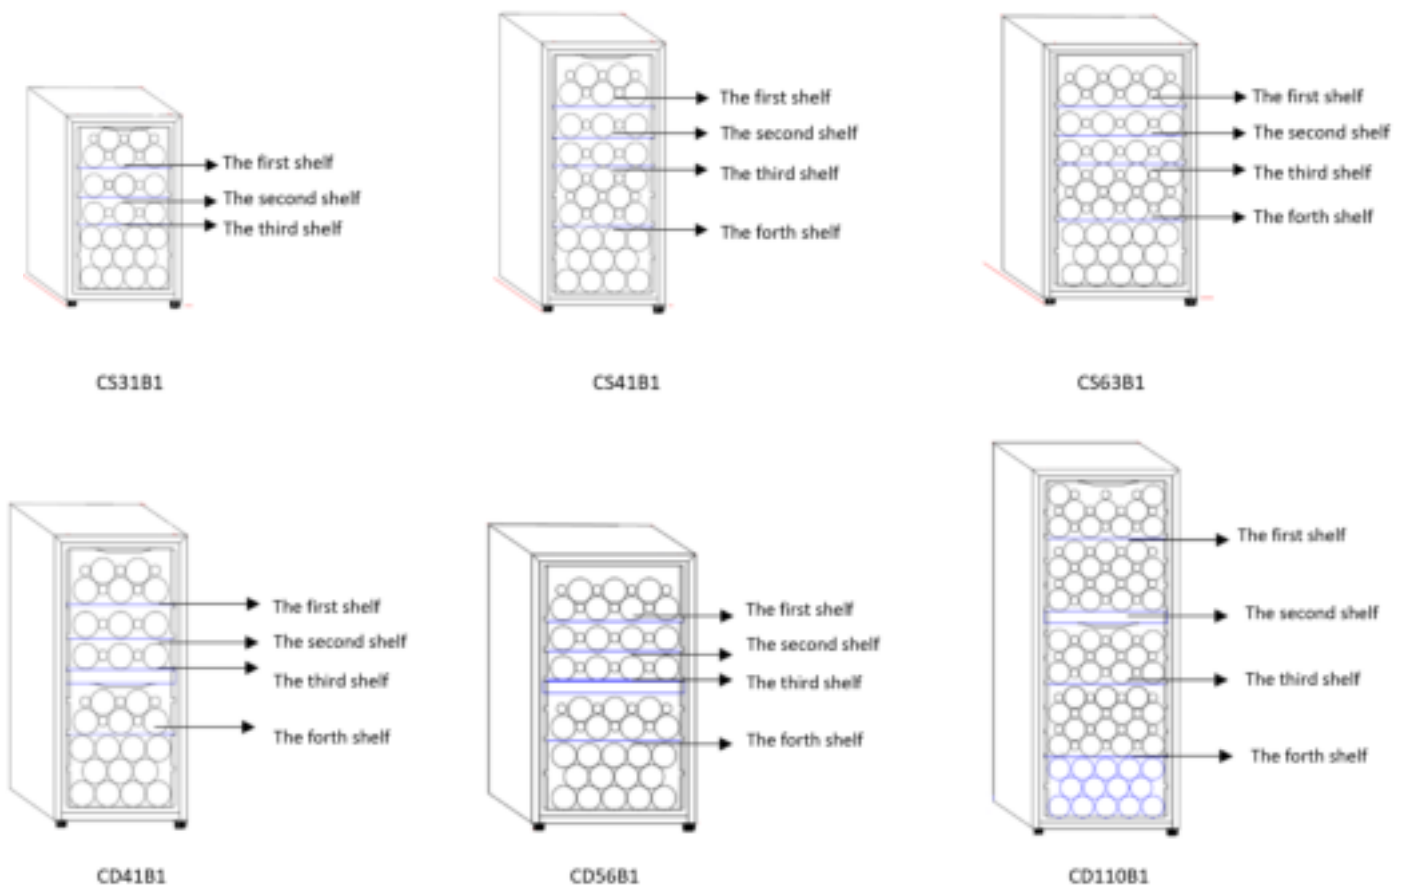 The first shelf
The second shelf
The third shelf
CS31B1
The first shelf
The second shelf
The third shelf
The forth shelf
CS41B1
The first shelf
The second shelf
The third shelf
The forth shelf
CS63B1
The first shelf
The second shelf
The third shelf
The forth shelf
CD41B1
The first shelf
The second shelf
The third shelf
The forth shelf
CD56B1
The first shelf
The second shelf
The third shelf
The forth shelf
CD110B1